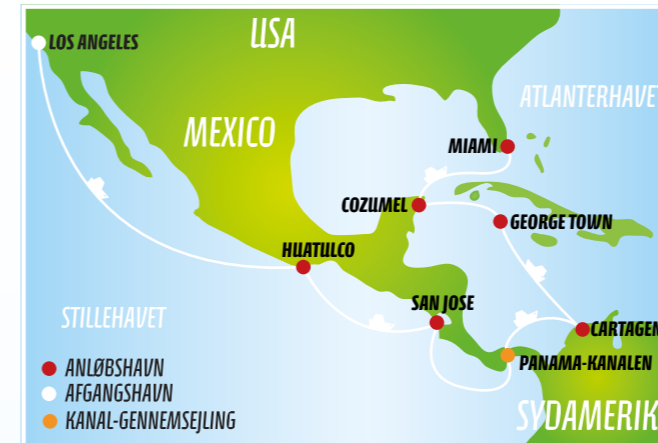 USA
LOS ANGELES
ATLANTERHAVET
MEXICO
MIAMI
COZUMEL
GEORGE TOWN
HUATULCO
SAN JOSE
STILLEHAVET
CARTAGEN
PANAMA-KANALEN
ANLØBSHAVN
AFGANGSHAVN
KANAL-GENNEMSEJLING
SYDAMERIK